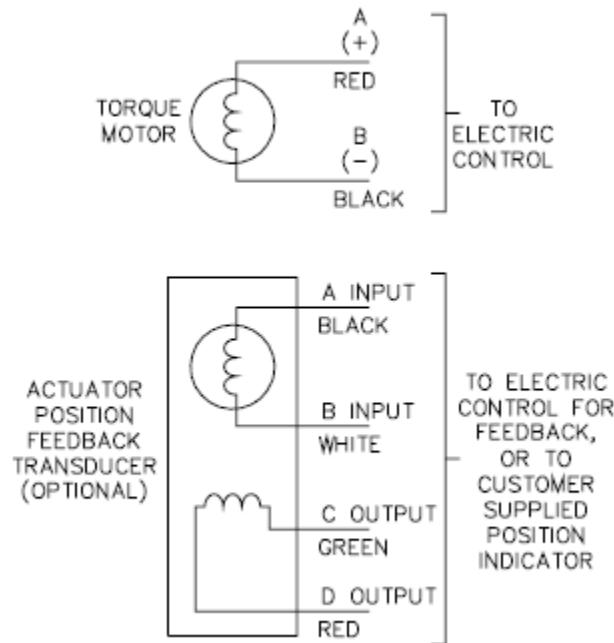 A
(+)
RED
TORQUE
MOTOR
B
(-)
BLACK
TO
ELECTRIC
CONTROL
ACTUATOR
POSITION
FEEDBACK
TRANSDUCER
(OPTIONAL)
A INPUT
BLACK
B INPUT
WHITE
C OUTPUT
GREEN
D OUTPUT
RED
TO ELECTRIC
CONTROL FOR
FEEDBACK,
OR TO
CUSTOMER
SUPPLIED
POSITION
INDICATOR